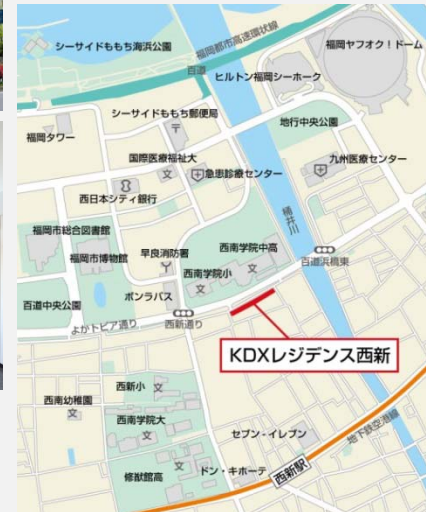 シーサイドももち海浜公園
福岡都市高速環状線
百道
福岡ヤフオク！ドーム
ヒルトン福岡シーホーク
シーサイドももち郵便局
福岡タワー
地行中央公園
国際医療福祉大
急患診療センター
九州医療センター
西日本シティ銀行
樋井川
福岡市総合図書館
福岡市博物館
早良消防署
西南学院中高
西南学院小
百道浜橋東
百道中央公園
ボンラパス
よかトピア通り
西新通り
KDXレジデンス西新
西新小
西南幼稚園
西南学院大
セブン-イレブン
地下鉄空港線
修猷館高
ドン・キホーテ
西新駅